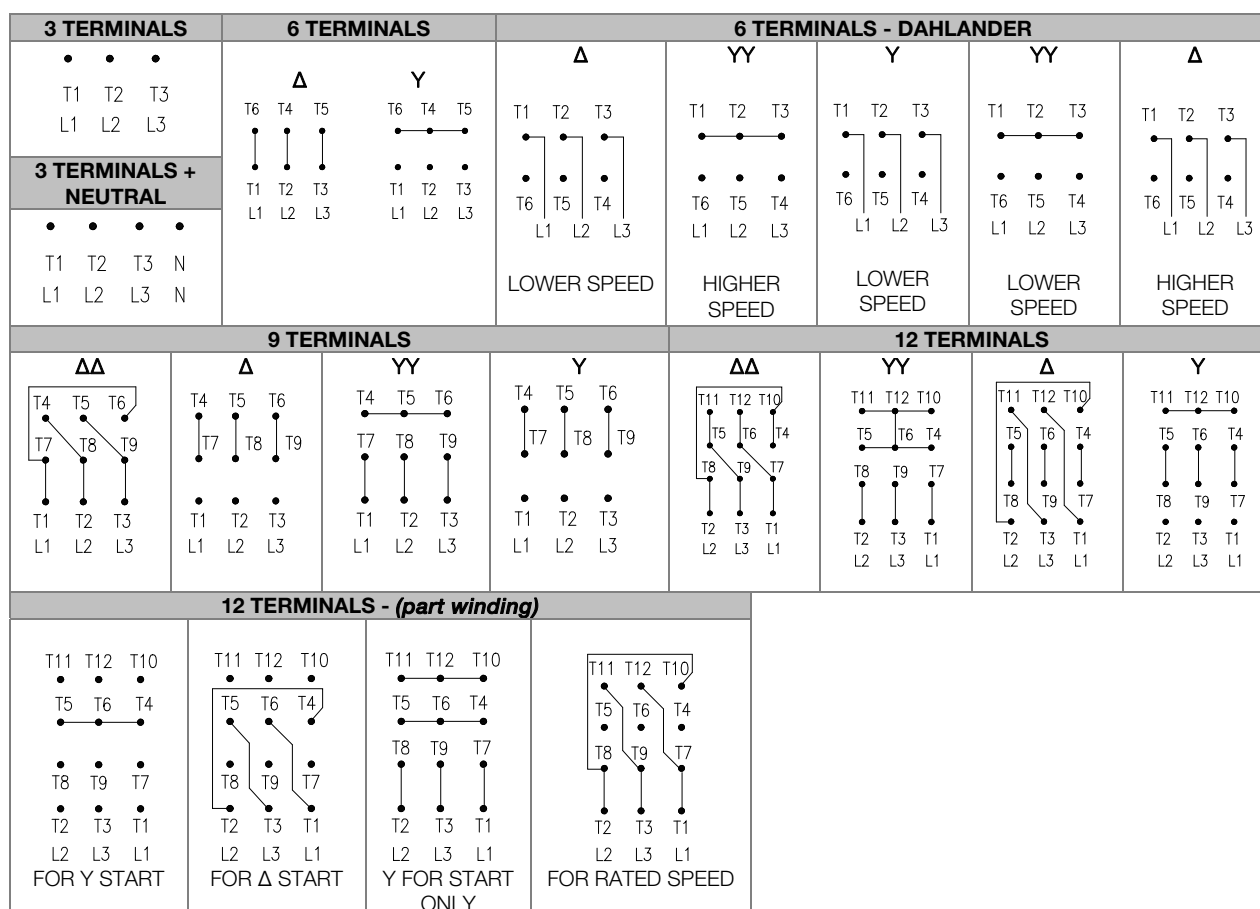 3 TERMINALS
T1 T2 T3
L1 L2 L3
3 TERMINALS +
NEUTRAL
T1 T2 T3 N
L1 L2 L3 N
6 TERMINALS
Δ Y
T6 T4 T5 T6 T4 T5
T1 T2 T3 T1 T2 T3
L1 L2 L3 L1 L2 L3
6 TERMINALS - DAHLANDER
Δ
T1 T2 T3
T6 T5 T4
L1 L2 L3
LOWER SPEED
YY
T1 T2 T3
T6 T5 T4
L1 L2 L3
HIGHER
SPEED
Y
T1 T2 T3
T6 T5 T4
L1 L2 L3
LOWER
SPEED
YY
T1 T2 T3
T6 T5 T4
L1 L2 L3
LOWER
SPEED
Δ
T1 T2 T3
T6 T5 T4
L1 L2 L3
HIGHER
SPEED
9 TERMINALS
ΔΔ
T4 T5 T6
T7 T8 T9
T1 T2 T3
L1 L2 L3
Δ
T4 T5 T6
T7 T8 T9
T1 T2 T3
L1 L2 L3
YY
T4 T5 T6
T7 T8 T9
T1 T2 T3
L1 L2 L3
Y
T4 T5 T6
T7 T8 T9
T1 T2 T3
L1 L2 L3
12 TERMINALS
ΔΔ
T11 T12 T10
T5 T6 T4
T8 T9 T7
T2 T3 T1
L2 L3 L1
YY
T11 T12 T10
T5 T6 T4
T8 T9 T7
T2 T3 T1
L2 L3 L1
Δ
T11 T12 T10
T5 T6 T4
T8 T9 T7
T2 T3 T1
L2 L3 L1
Y
T11 T12 T10
T5 T6 T4
T8 T9 T7
T2 T3 T1
L2 L3 L1
12 TERMINALS - (part winding)
T11 T12 T10
T5 T6 T4
T8 T9 T7
T2 T3 T1
L2 L3 L1
FOR Y START
T11 T12 T10
T5 T6 T4
T8 T9 T7
T2 T3 T1
L2 L3 L1
FOR Δ START
T11 T12 T10
T5 T6 T4
T8 T9 T7
T2 T3 T1
L2 L3 L1
Y FOR START
ONLY
T11 T12 T10
T5 T6 T4
T8 T9 T7
T2 T3 T1
L2 L3 L1
FOR RATED SPEED